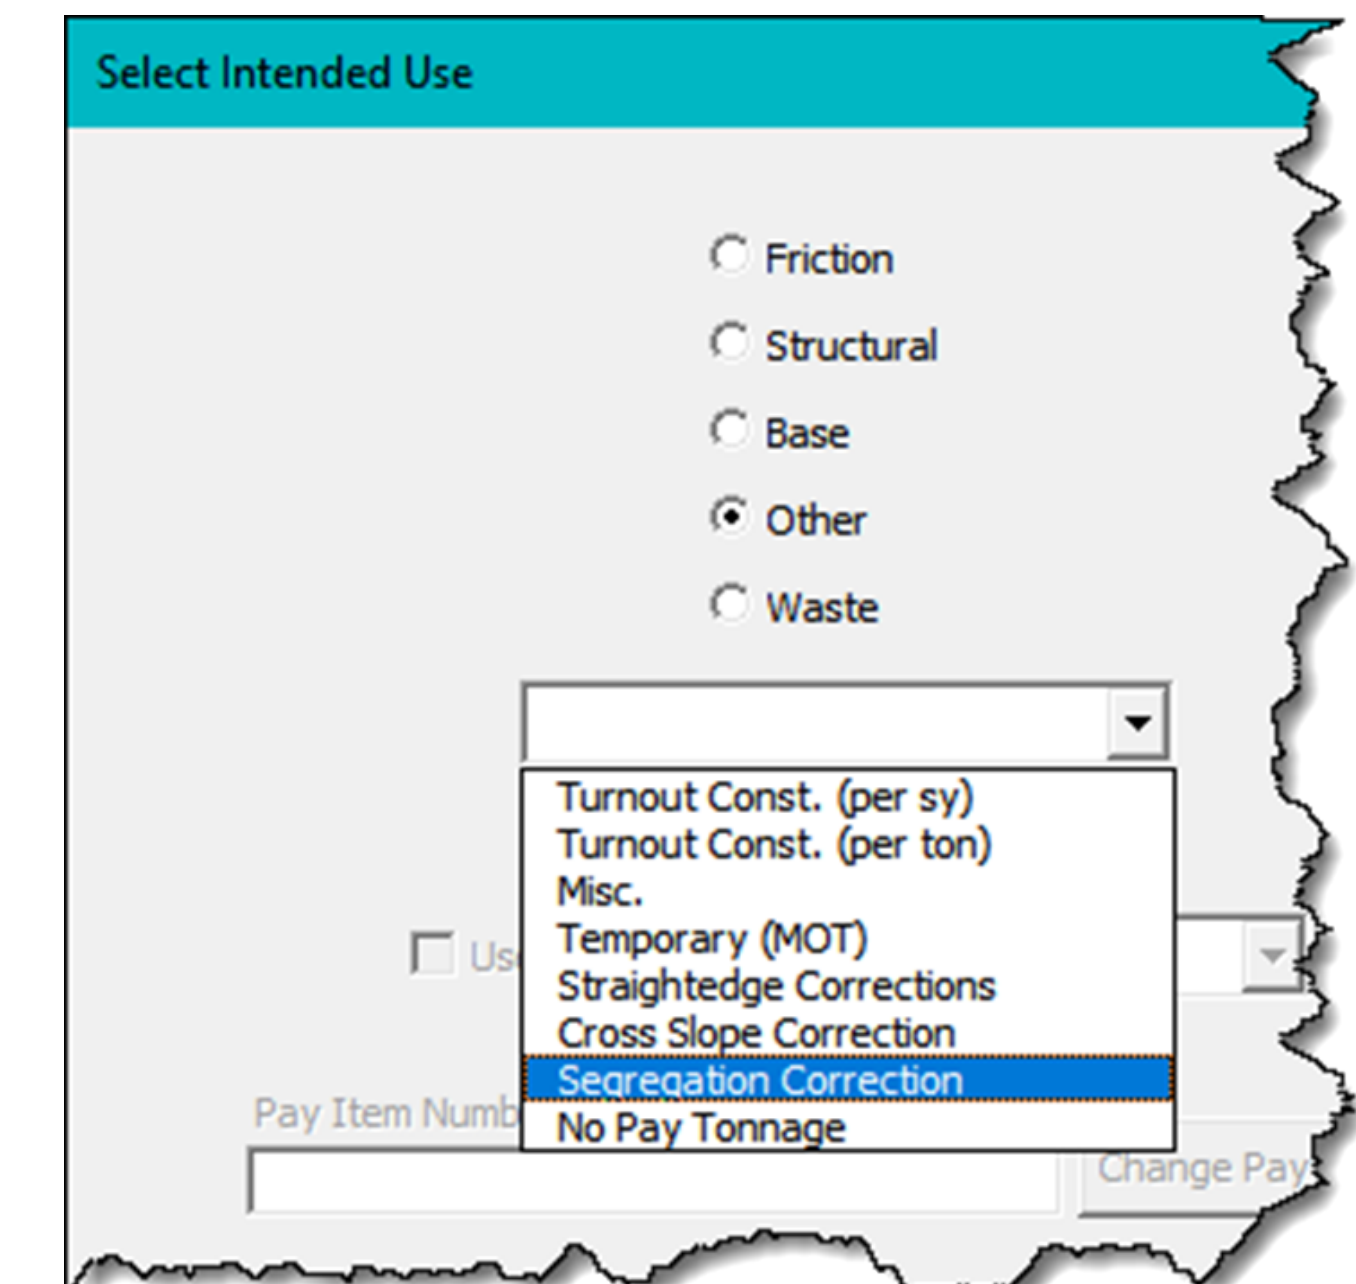 Select Intended Use
Friction
Structural
Base
Other
Waste
Turnout Const. (per sy)
Turnout Const. (per ton)
Misc.
Temporary (MOT)
Straightedge Corrections
Cross Slope Correction
Segregation Correction
No Pay Tonnage
Pay Item
Change Pay